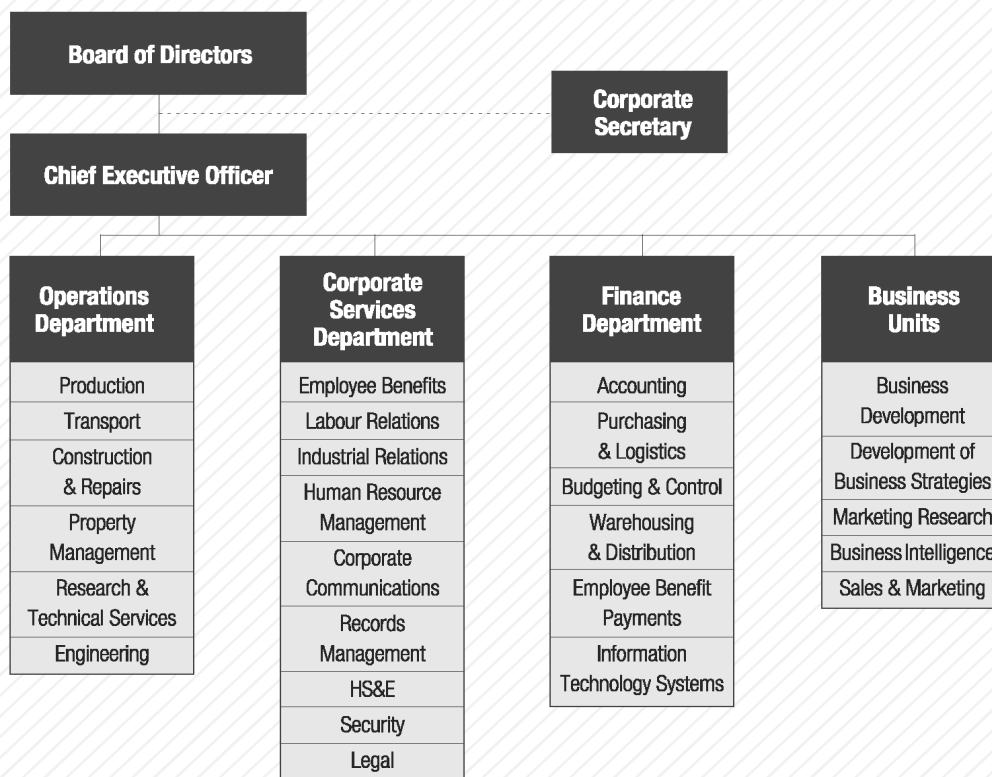 Board of Directors
Corporate
Secretary
Chief Executive Officer
Operations
Department
Production
Transport
Construction
& Repairs
Property
Management
Research &
Technical Services
Engineering
Corporate
Services
Department
Employee Benefits
Labour Relations
Industrial Relations
Human Resource
Management
Corporate
Communications
Records
Management
HS&E
Security
Legal
Finance
Department
Accounting
Purchasing
& Logistics
Budgeting & Control
Warehousing
& Distribution
Employee Benefit
Payments
Information
Technology Systems
Business
Units
Business
Development
Development of
Business Strategies
Marketing Research
Business Intelligence
Sales & Marketing